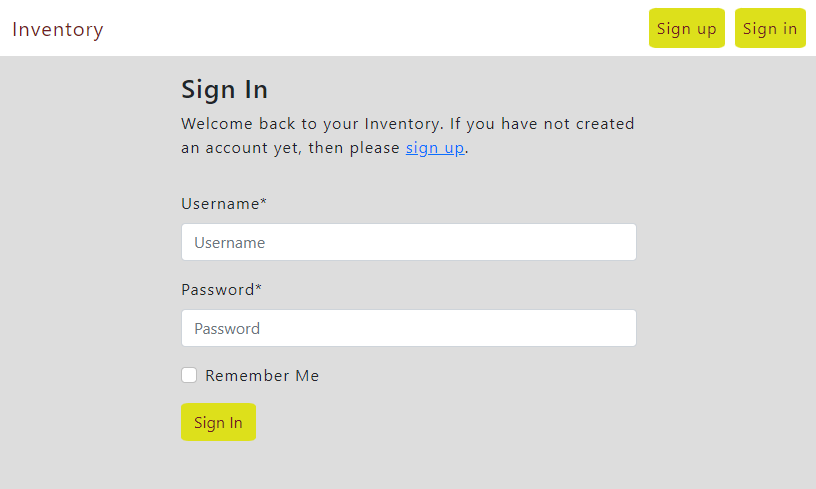 Inventory
Sign up
Sign in
Sign In
Welcome back to your Inventory. If you have not created
an account yet, then please sign up.
Username*
Username
Password*
Password
Remember Me
Sign In